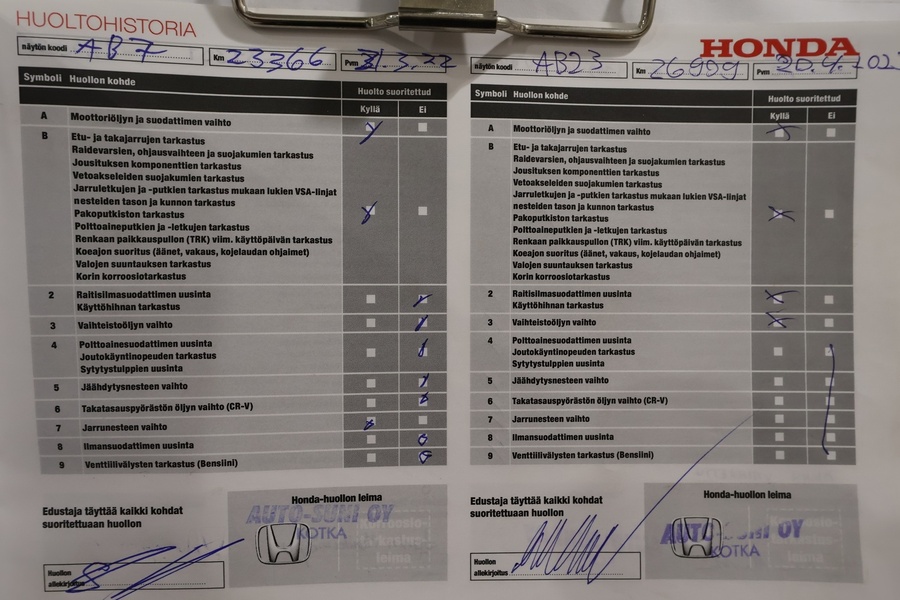 HUOLTOHISTORIA
näytön koodi AB7 Km 23366 Pvm 31.3.22
Symboli Huollon kohde Huolto suoritettud
Kyllä Ei
A Moottoriöljyn ja suodattimen vaihto
B Etu- ja takajarrujen tarkastus
Raidevarsien, ohjausvaihteen ja suojakumien tarkastus
Jousituksen komponenttien tarkastus
Vetoakseleiden suojakumien tarkastus
Jarruletkujen ja -putkien tarkastus mukaan lukien VSA-linjat
nesteiden tason ja kunnon tarkastus
Pakoputkiston tarkastus
Polttoaineputkien ja -letkujen tarkastus
Renkaan paikkauspullon (TRK) viim. käyttöpäivän tarkastus
Koeajon suoritus (äänet, vakaus, kojelaudan ohjaimet)
Valojen suuntauksen tarkastus
Korin korroosiotarkastus
2 Raitisilmasuodattimen uusinta
Käyttöhihnan tarkastus
3 Vaihteistoöljyn vaihto
4 Polttoainesuodattimen uusinta
Joutokäyntinopeuden tarkastus
Sytytystulppien uusinta
5 Jäähdytysnesteen vaihto
6 Takatasauspyörästön öljyn vaihto (CR-V)
7 Jarrunesteen vaihto
8 Ilmansuodattimen uusinta
9 Venttiilivälysten tarkastus (Bensiini)
Edustaja täyttää kaikki kohdat
suoritettuaan huollon
Honda-huollon leima
AUTO-SUNI OY
KOTKA
Huollon
allekirjoitus
HONDA
näytön koodi AB23 Km 26999 Pvm 20.4.202
Symboli Huollon kohde Huolto suoritettud
Kyllä Ei
A Moottoriöljyn ja suodattimen vaihto
B Etu- ja takajarrujen tarkastus
Raidevarsien, ohjausvaihteen ja suojakumien tarkastus
Jousituksen komponenttien tarkastus
Vetoakseleiden suojakumien tarkastus
Jarruletkujen ja -putkien tarkastus mukaan lukien VSA-linjat
nesteiden tason ja kunnon tarkastus
Pakoputkiston tarkastus
Polttoaineputkien ja -letkujen tarkastus
Renkaan paikkauspullon (TRK) viim. käyttöpäivän tarkastus
Koeajon suoritus (äänet, vakaus, kojelaudan ohjaimet)
Valojen suuntauksen tarkastus
Korin korroosiotarkastus
2 Raitisilmasuodattimen uusinta
Käyttöhihnan tarkastus
3 Vaihteistoöljyn vaihto
4 Polttoainesuodattimen uusinta
Joutokäyntinopeuden tarkastus
Sytytystulppien uusinta
5 Jäähdytysnesteen vaihto
6 Takatasauspyörästön öljyn vaihto (CR-V)
7 Jarrunesteen vaihto
8 Ilmansuodattimen uusinta
9 Venttiilivälysten tarkastus (Bensiini)
Edustaja täyttää kaikki kohdat
suoritettuaan huollon
Honda-huollon leima
AUTO-SUNI OY
KOTKA
Huollon
allekirjoitus